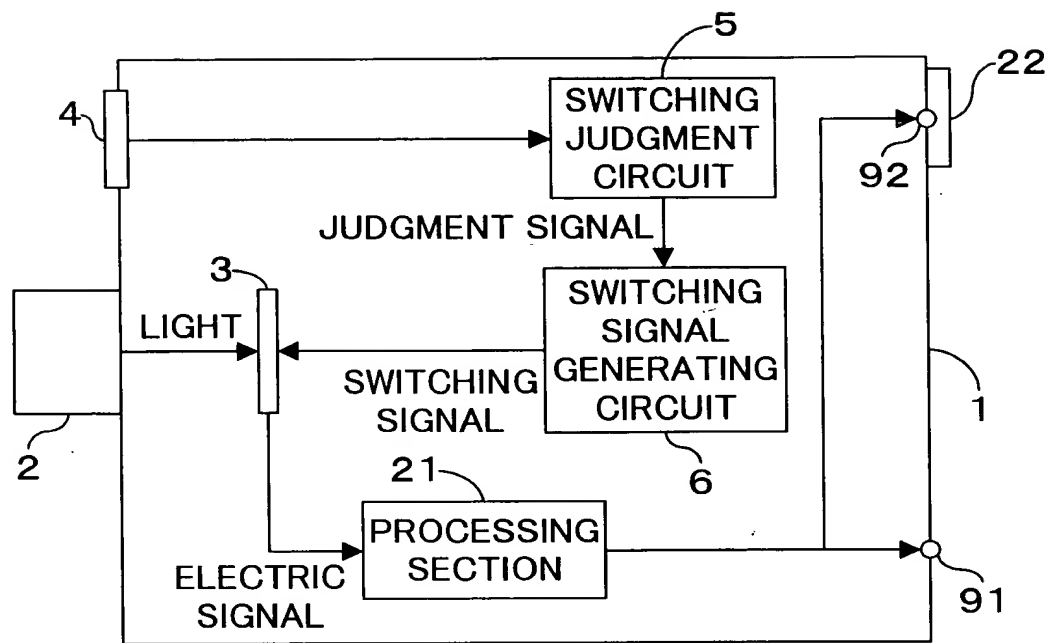 5
22
4
SWITCHING
JUDGMENT
CIRCUIT
92
JUDGMENT SIGNAL
3
LIGHT
SWITCHING
SIGNAL
GENERATING
CIRCUIT
SWITCHING
SIGNAL
1
2
6
21
PROCESSING
SECTION
ELECTRIC
SIGNAL
91